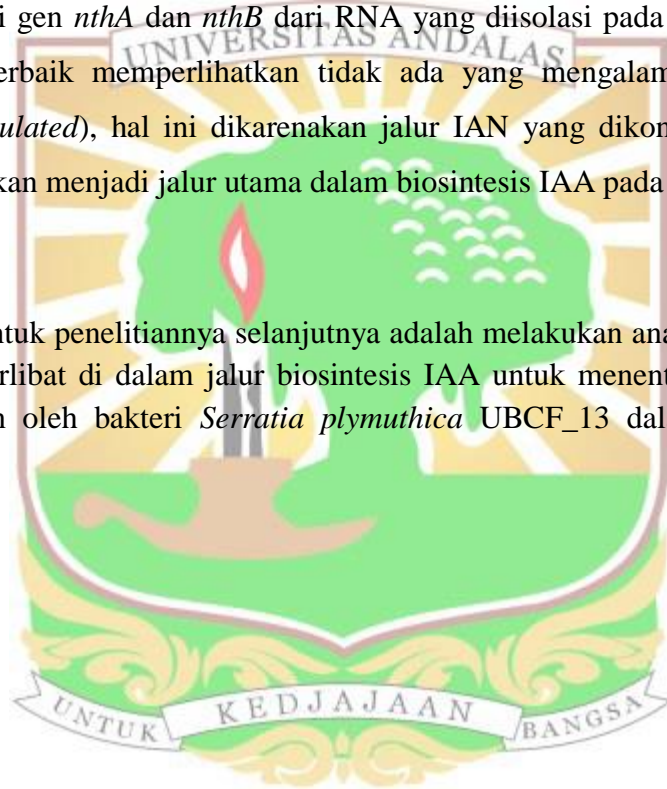 i gen nthA dan nthB dari RNA yang diisolasi pada
UNIVERSITAS ANDALAS
erbaik memperlihatkan tidak ada yang mengalam
ulated), hal ini dikarenakan jalur IAN yang dikon
kan menjadi jalur utama dalam biosintesis IAA pada
ntuk penelitiannya selanjutnya adalah melakukan ana
rlibat di dalam jalur biosintesis IAA untuk menent
n oleh bakteri Serratia plymuthica UBCF_13 dal
UNTUK KEDJAJAAN BANGSA